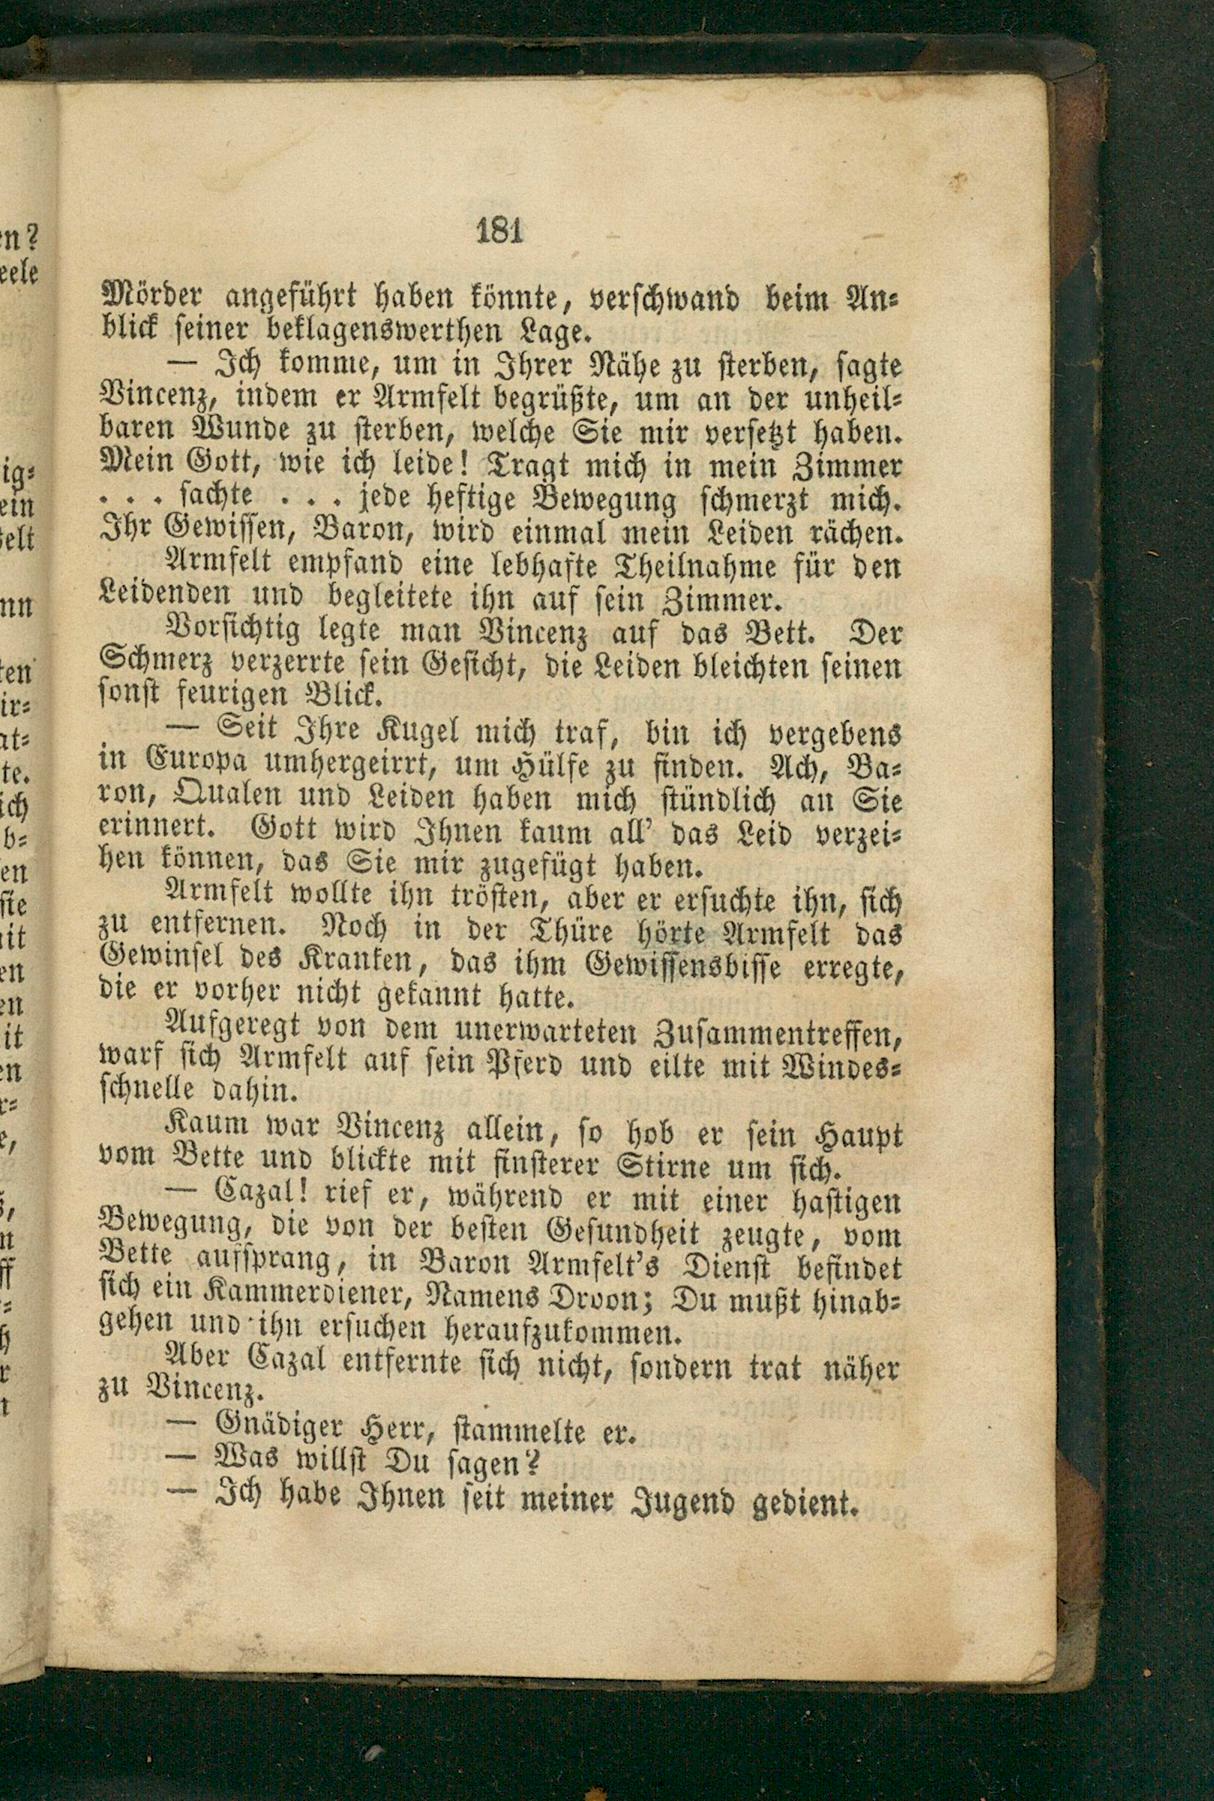 181
Mörder angeführt haben könnte, verschwand beim An-
blick seiner beklagenswerthen Lage.
— Ich komme, um in Ihrer Nähe zu sterben, sagte
Vincenz, indem er Armfelt begrüßte, um an der unheil-
baren Wunde zu sterben, welche Sie mir versetzt haben.
Mein Gott, wie ich leide! Tragt mich in mein Zimmer
. . . sachte . . . jede heftige Bewegung schmerzt mich.
Ihr Gewissen, Baron, wird einmal mein Leiden rächen.
Armfelt empfand eine lebhafte Theilnahme für den
Leidenden und begleitete ihn auf sein Zimmer.
Vorsichtig legte man Vincenz auf das Bett. Der
Schmerz verzerrte sein Gesicht, die Leiden bleichten seinen
sonst feurigen Blick.
— Seit Ihre Kugel mich traf, bin ich vergebens
in Europa umhergeirrt, um Hülfe zu finden. Ach, Ba-
ron, Qualen und Leiden haben mich stündlich an Sie
erinnert. Gott wird Ihnen kaum all' das Leid verzei-
hen können, das Sie mir zugefügt haben.
Armfelt wollte ihn trösten, aber er ersuchte ihn, sich
zu entfernen. Noch in der Thüre hörte Armfelt das
Gewinsel des Kranken, das ihm Gewissensbisse erregte,
die er vorher nicht gekannt hatte.
Aufgeregt von dem unerwarteten Zusammentreffen,
warf sich Armfelt auf sein Pferd und eilte mit Windes-
schnelle dahin.
Kaum war Vincenz allein, so hob er sein Haupt
vom Bette und blickte mit finsterer Stirne um sich.
— Cazal! rief er, während er mit einer hastigen
Bewegung, die von der besten Gesundheit zeugte, vom
Bette aufsprang, in Baron Armfelt's Dienst befindet
sich ein Kammerdiener, Namens Droon; Du mußt hinab-
gehen und ihn ersuchen heraufzukommen.
Aber Cazal entfernte sich nicht, sondern trat näher
zu Vincenz.
— Gnädiger Herr, stammelte er.
— Was willst Du sagen?
— Ich habe Ihnen seit meiner Jugend gedient.